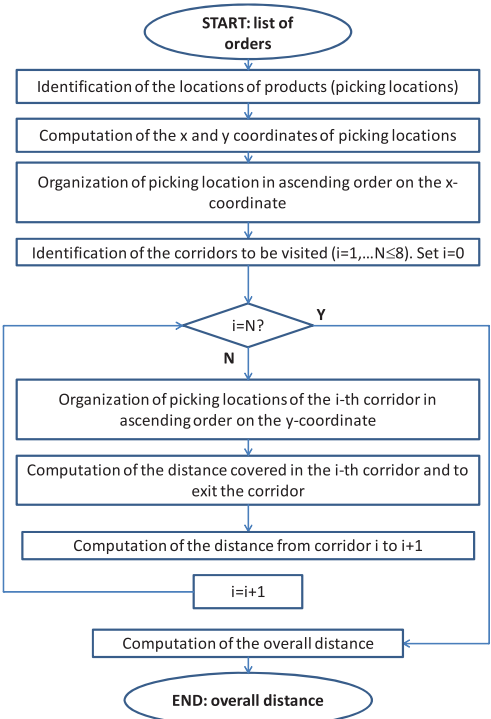 START: list of
orders
Identification of the locations of products (picking locations)
Computation of the x and y coordinates of picking locations
Organization of picking location in ascending order on the x-
coordinate
Identification of the corridors to be visited (i=1,...N≤8). Set i=0
i=N?
Y
N
Organization of picking locations of the i-th corridor in
ascending order on the y-coordinate
Computation of the distance covered in the i-th corridor and to
exit the corridor
Computation of the distance from corridor i to i+1
i=i+1
Computation of the overall distance
END: overall distance